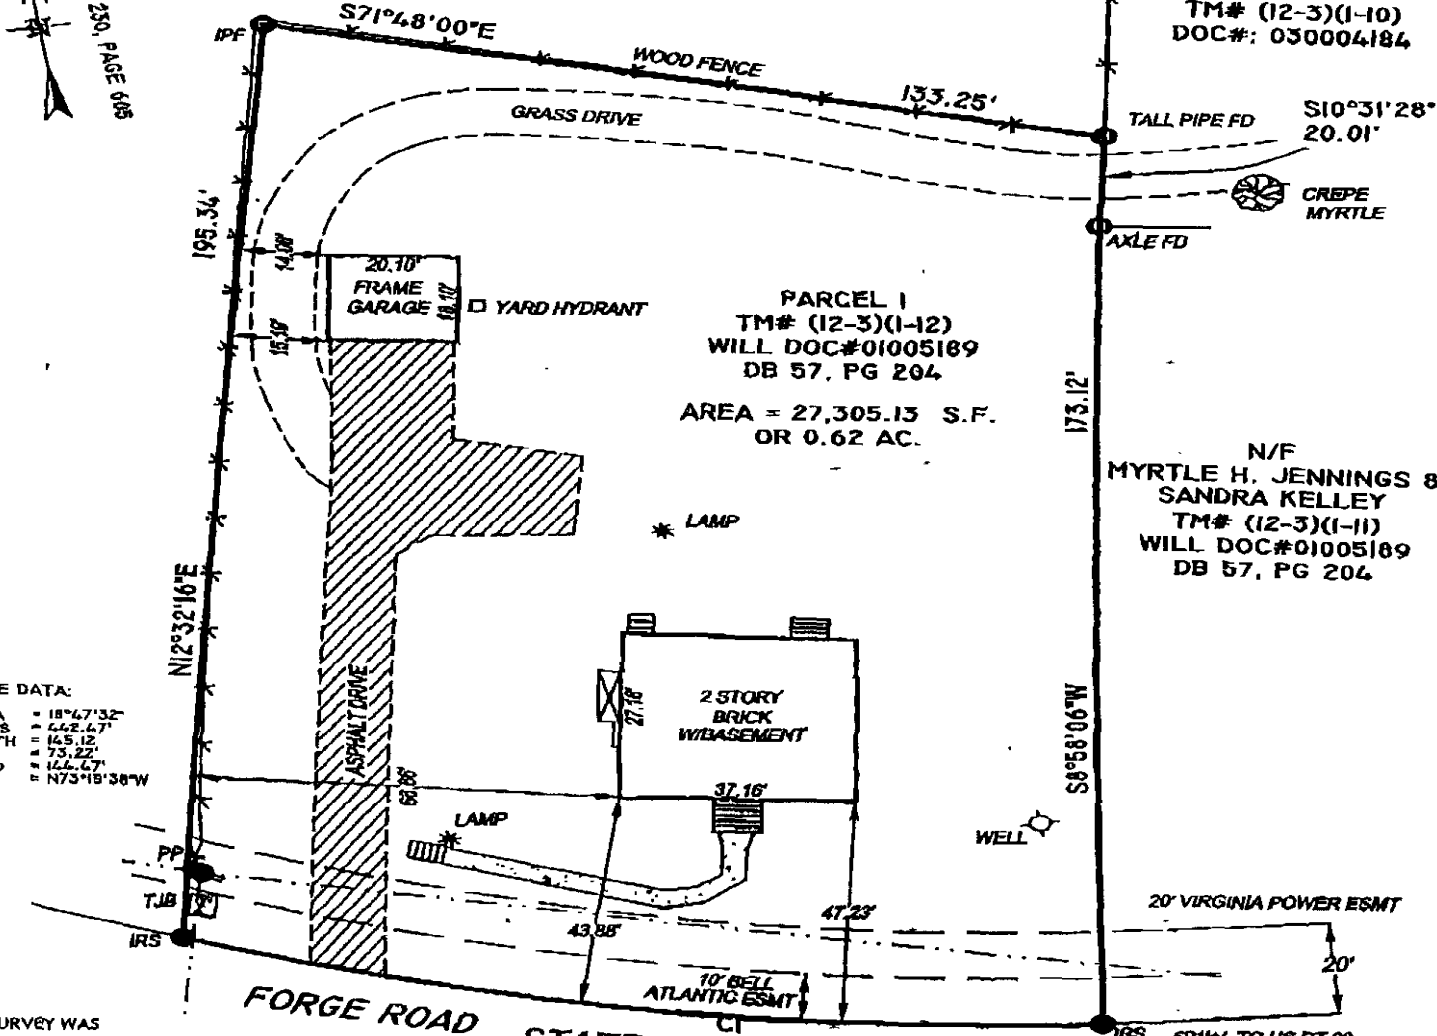 230, PAGE 605
TM# (12-3)(1-10)
DOC#: 030004184
IPF
S71°48'00"E
WOOD FENCE
133.25'
GRASS DRIVE
TALL PIPE FD
S10°31'28"
20.01'
CREPE
MYRTLE
AXLE FD
195.34'
14.08'
20.10'
FRAME
GARAGE
18.10'
YARD HYDRANT
15.19'
PARCEL 1
TM# (12-3)(1-12)
WILL DOC#01005189
DB 57, PG 204
AREA = 27,305.13 S.F.
OR 0.62 AC.
173.12'
N/F
MYRTLE H. JENNINGS &
SANDRA KELLEY
TM# (12-3)(1-11)
WILL DOC#01005189
DB 57, PG 204
LAMP
N12°32'16"E
ASPHALT DRIVE
27.16'
2 STORY
BRICK
W/BASEMENT
37.16'
S8°58'06"W
E DATA:
A = 18°47'32"
S = 442.47'
TH = 145.12
= 73.22'
= 144.47'
= N73°15'38"W
LAMP
WELL
PP
TJB
IRS
43.88'
47.23'
20' VIRGINIA POWER ESMT
20'
10' BELL
ATLANTIC ESMT
FORGE ROAD
C1
IRS
URVEY WAS